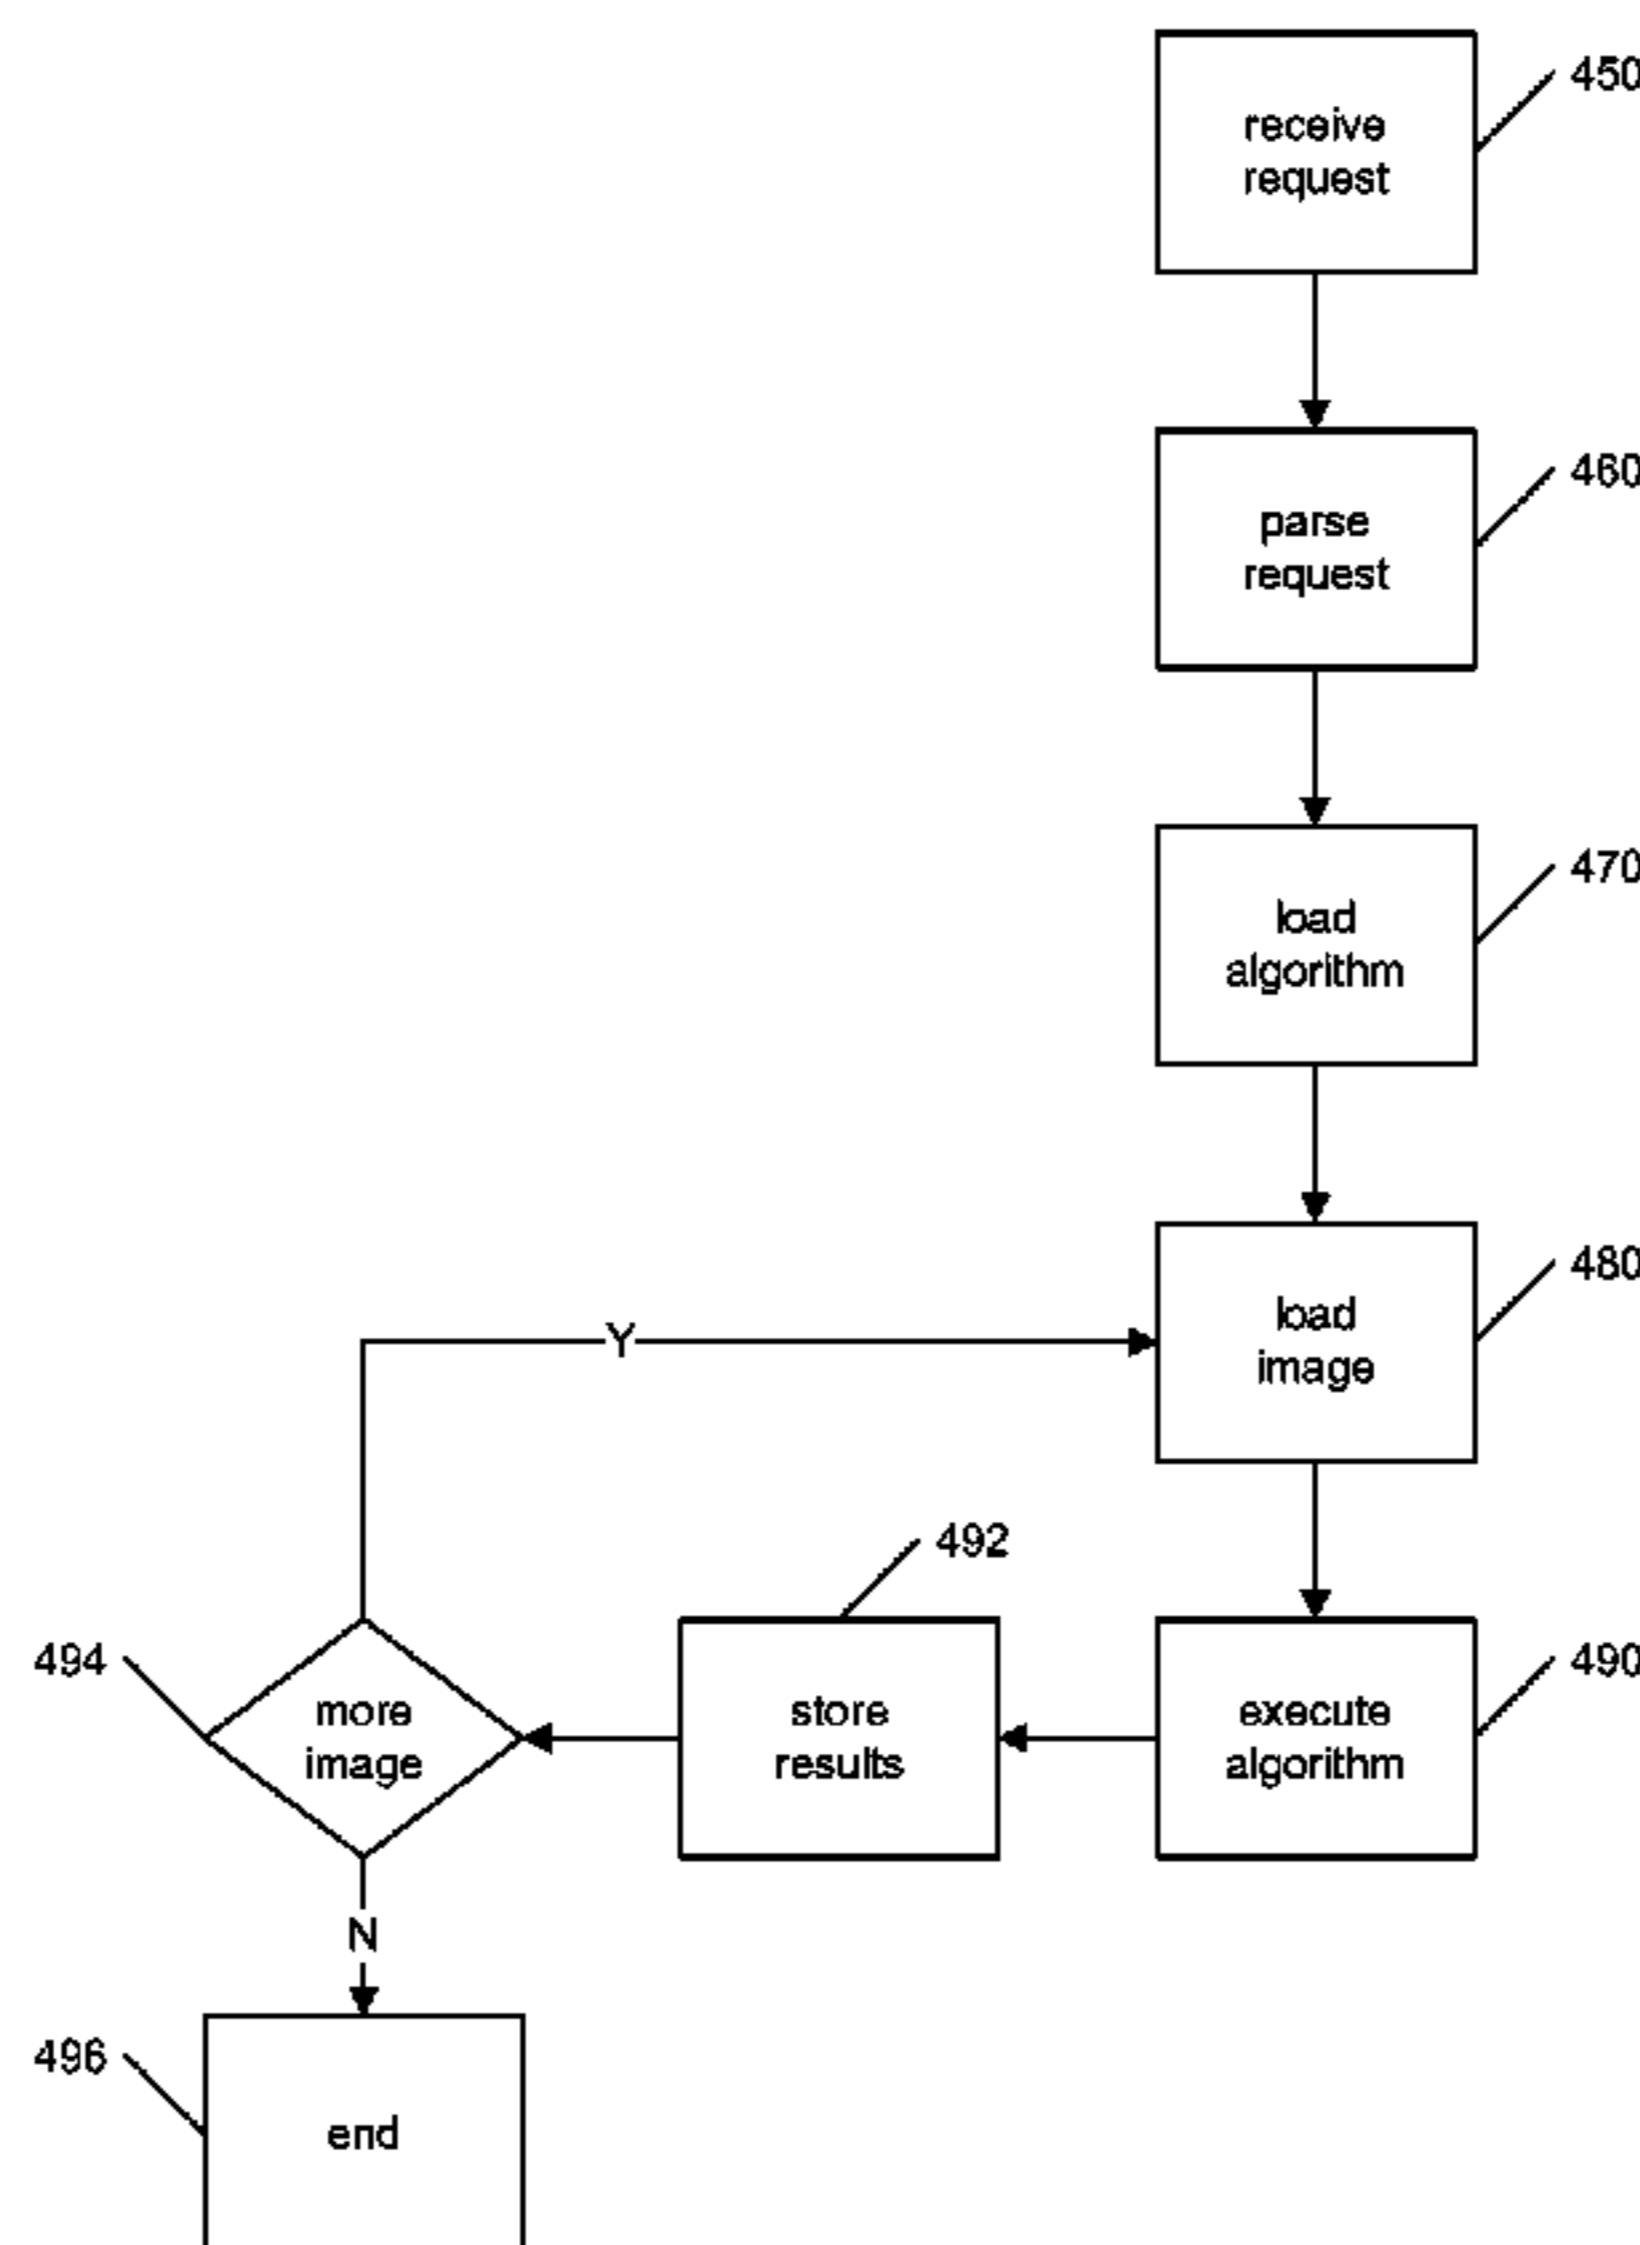 receive
request
450
parse
request
460
load
algorithm
470
load
image
480
Y
492
494
more
image
store
results
execute
algorithm
490
N
496
end